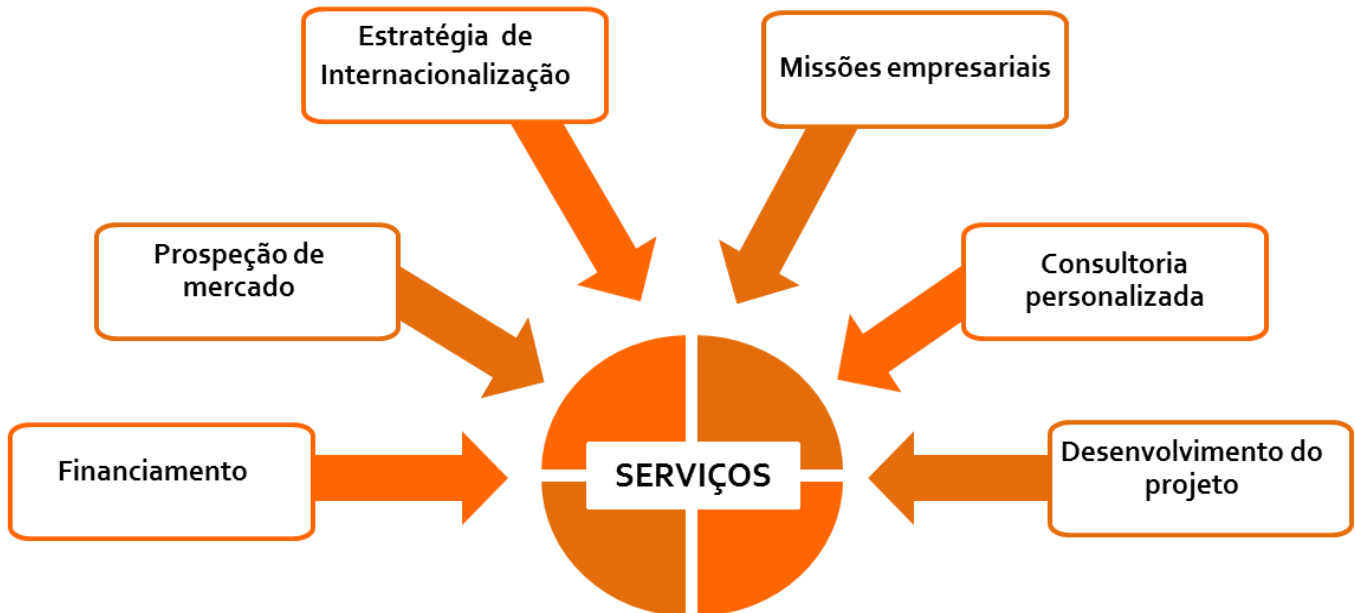 Estratégia de
Internacionalização
Missões empresariais
Prospeção de
mercado
Consultoria
personalizada
Financiamento
SERVIÇOS
Desenvolvimento do
projeto